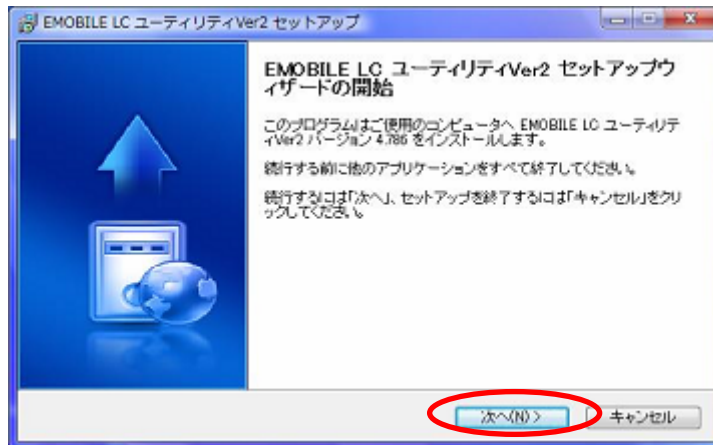 EMOBILE LC ユーティリティVer2 セットアップ
EMOBILE LC ユーティリティVer2 セットアップウ
ィザードの開始
このプログラムはご使用のコンピュータへ EMOBILE LC ユーティリテ
ィVer2 バージョン 4.786 をインストールします。
続行する前に他のアプリケーションをすべて終了してください。
続行するには「次へ」、セットアップを終了するには「キャンセル」をクリ
ックしてください。
次へ(N) >
キャンセル